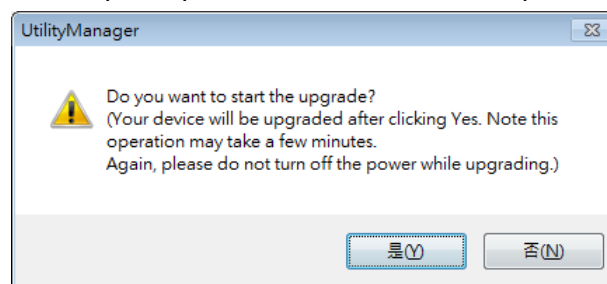 UtilityManager
Do you want to start the upgrade?
(Your device will be upgraded after clicking Yes. Note this
operation may take a few minutes.
Again, please do not turn off the power while upgrading.)
是(Y)
否(N)